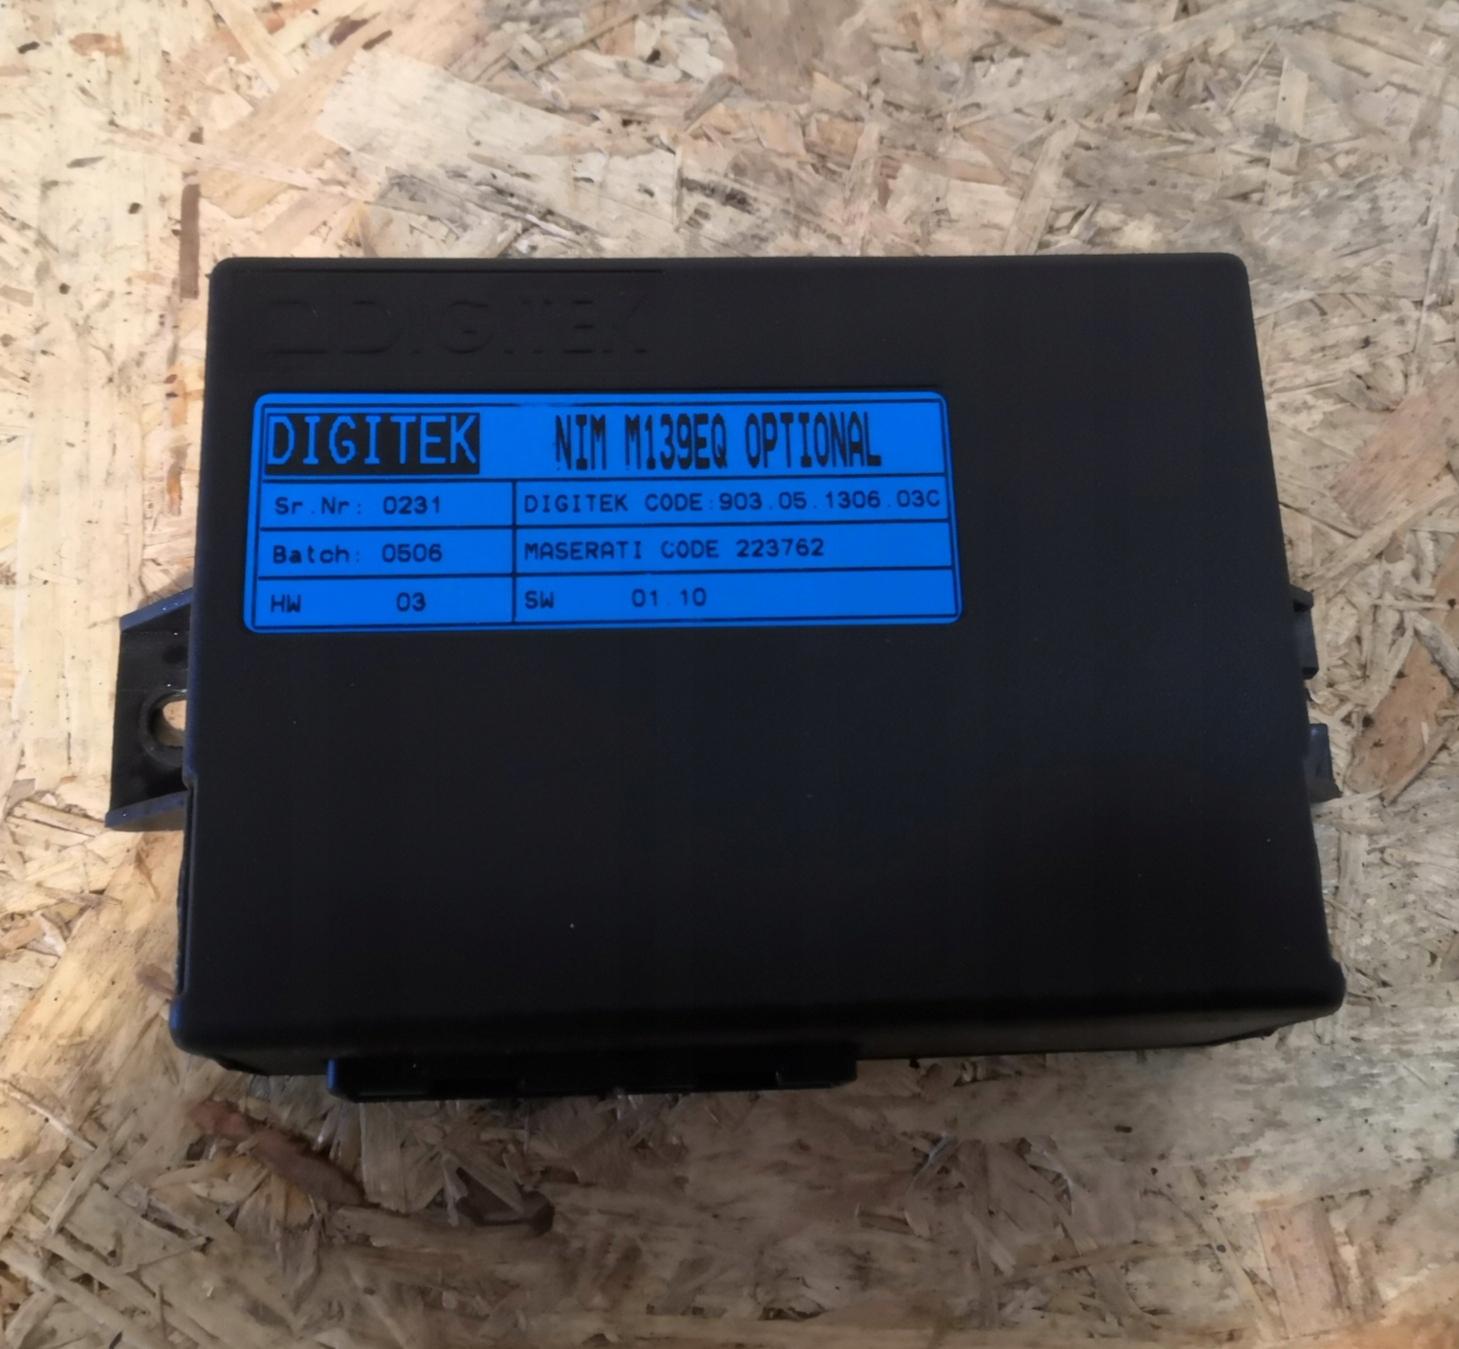 DIGITEK
DIGITEK NIM M139EQ OPTIONAL
Sr.Nr: 0231 DIGITEK CODE:903.05.1306.03C
Batch: 0506 MASERATI CODE 223762
HW 03 SW 01.10